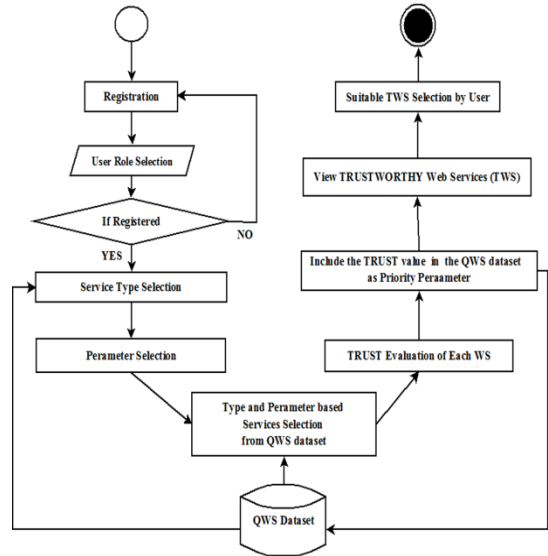 Registration
User Role Selection
If Registered
NO
YES
Service Type Selection
Perameter Selection
Type and Perameter based
Services Selection
from QWS dataset
QWS Dataset
TRUST Evaluation of Each WS
Include the TRUST value in the QWS dataset
as Priority Peraameter
View TRUSTWORTHY Web Services (TWS)
Suitable TWS Selection by User